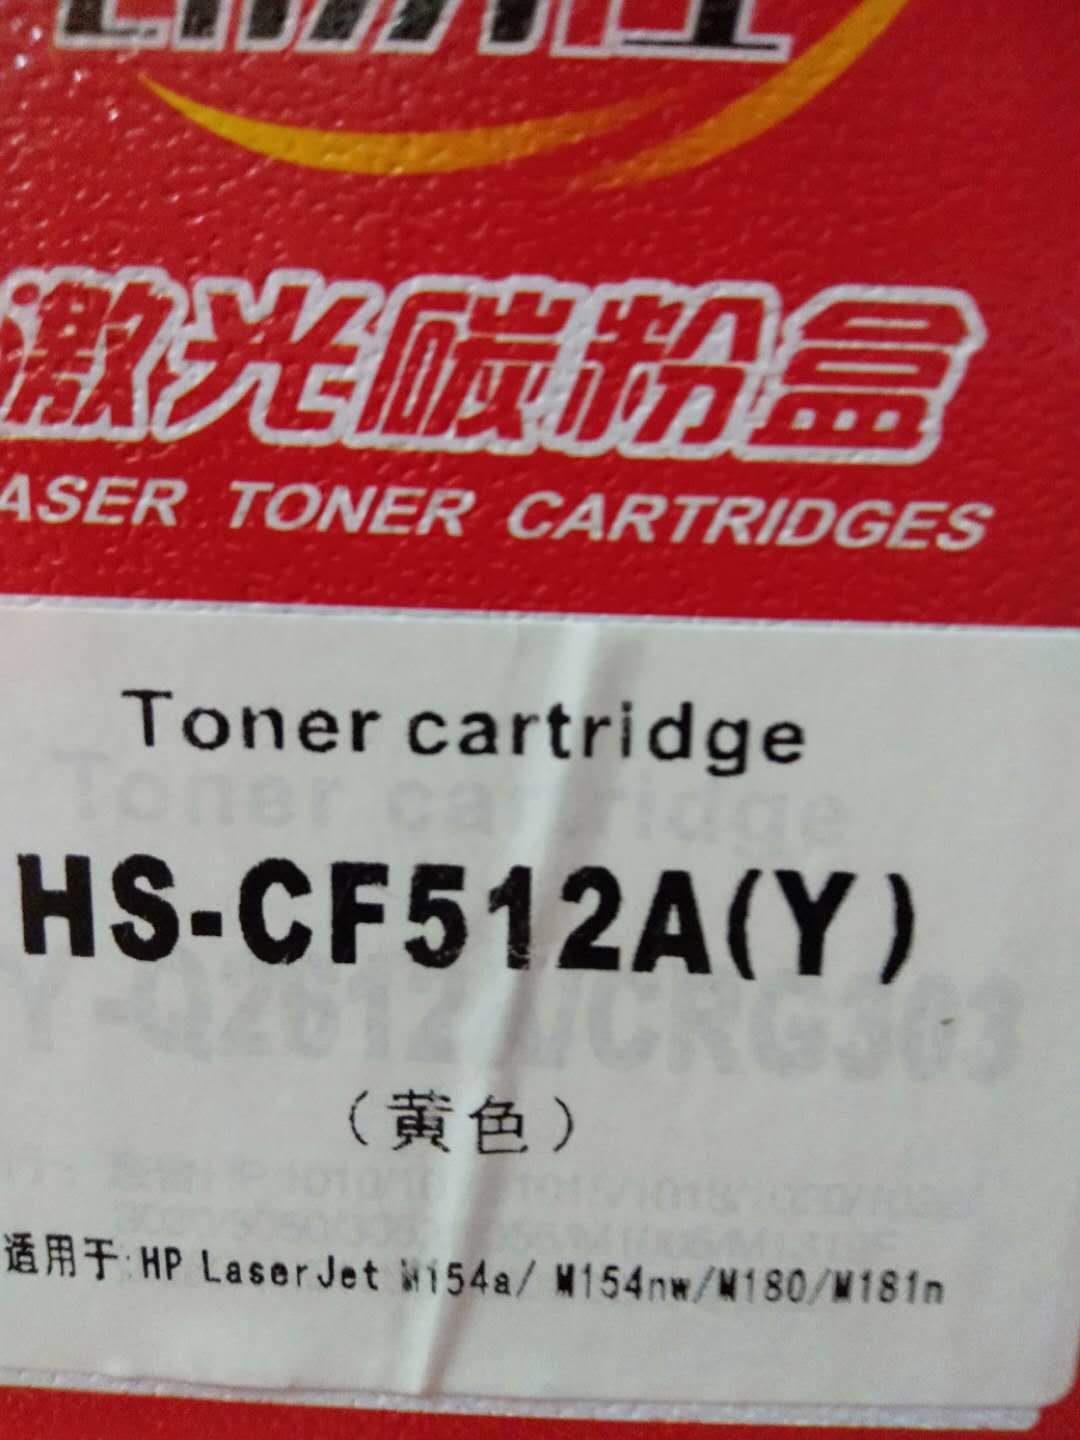 激光碳粉盒
ASER TONER CARTRIDGES
Toner cartridge
HS-CF512A(Y)
（黄色）
适用于:HP LaserJet M154a/ M154nw/M180/M181n